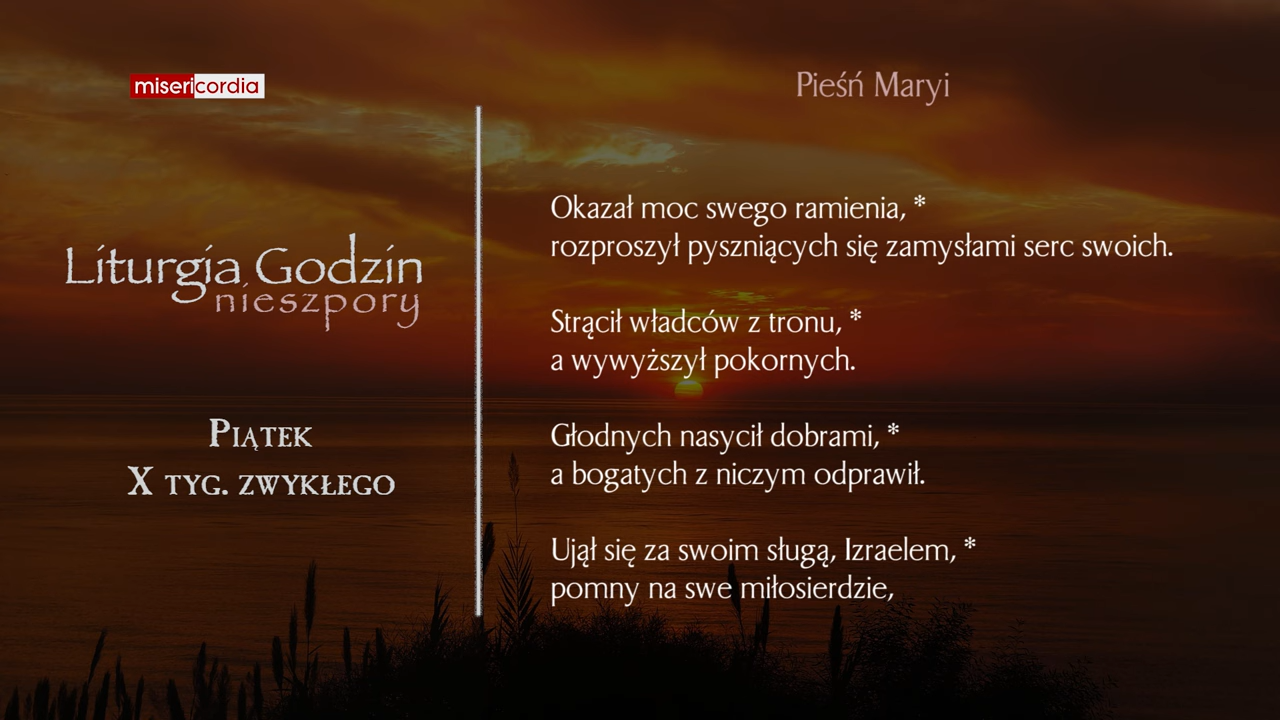 misericordia
Liturgia Godzin
nieszpory
Piątek
X tyg. zwykłego
Pieśń Maryi
Okazał moc swego ramienia, *
rozproszył pyszniących się zamysłami serc swoich.
Strącił władców z tronu, *
a wywyższył pokornych.
Głodnych nasycił dobrami, *
a bogatych z niczym odprawił.
Ujął się za swoim sługą, Izraelem, *
pomny na swe miłosierdzie,